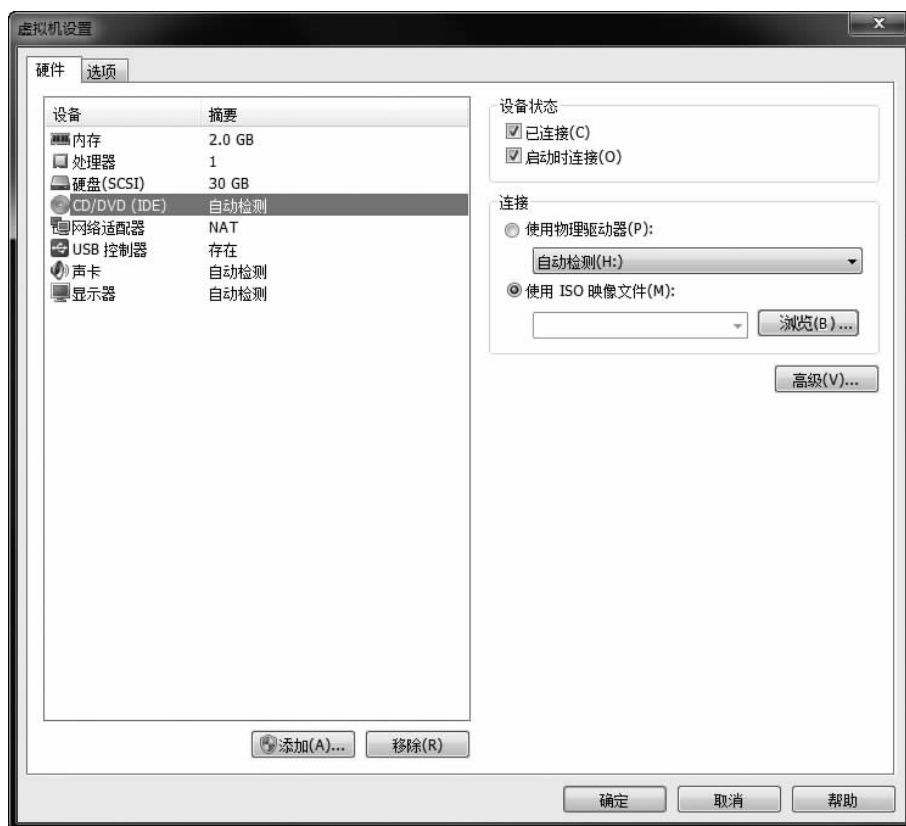 虚拟机设置
硬件 选项
设备 摘要
内存 2.0 GB
处理器 1
硬盘(SCSI) 30 GB
CD/DVD (IDE) 自动检测
网络适配器 NAT
USB 控制器 存在
声卡 自动检测
显示器 自动检测
添加(A)... 移除(R)
设备状态
已连接(C)
启动时连接(O)
连接
使用物理驱动器(P):
自动检测(H:)
使用 ISO 映像文件(M):
浏览(B)...
高级(V)...
确定 取消 帮助